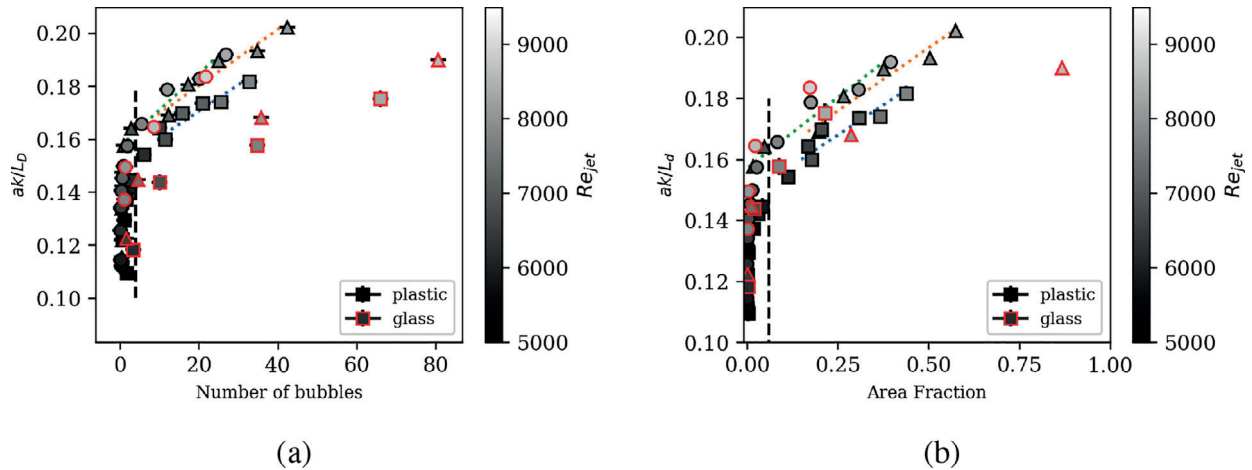 0.20
0.18
0.16
0.14
0.12
0.10
ak/L_D
0 20 40 60 80
Number of bubbles
plastic
glass
9000
8000
7000
6000
5000
Re_jet
(a)
0.20
0.18
0.16
0.14
0.12
0.10
ak/L_d
0.00 0.25 0.50 0.75 1.00
Area Fraction
plastic
glass
9000
8000
7000
6000
5000
Re_jet
(b)